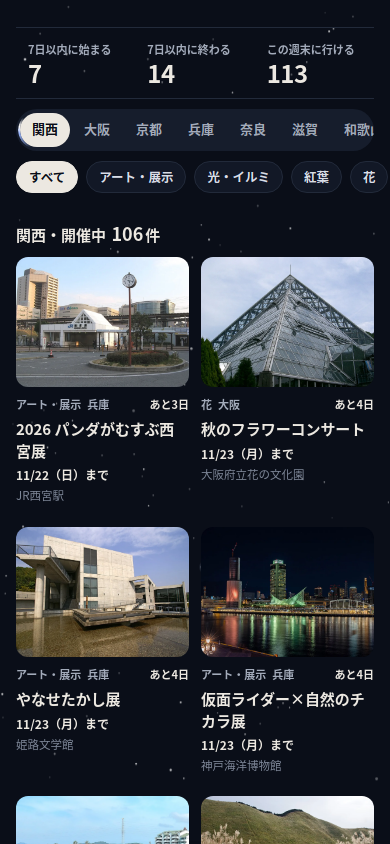 7日以内に始まる
7
7日以内に終わる
14
この週末に行ける
113
関西 大阪 京都 兵庫 奈良 滋賀 和歌
すべて アート・展示 光・イルミ 紅葉 花
関西・開催中 106件
アート・展示 兵庫 あと3日
2026 パンダがむすぶ西
宮展
11/22（日）まで
JR西宮駅
花 大阪 あと4日
秋のフラワーコンサート
11/23（月）まで
大阪府立花の文化園
アート・展示 兵庫 あと4日
やなせたかし展
11/23（月）まで
姫路文学館
アート・展示 兵庫 あと4日
仮面ライダー×自然のチ
カラ展
11/23（月）まで
神戸海洋博物館